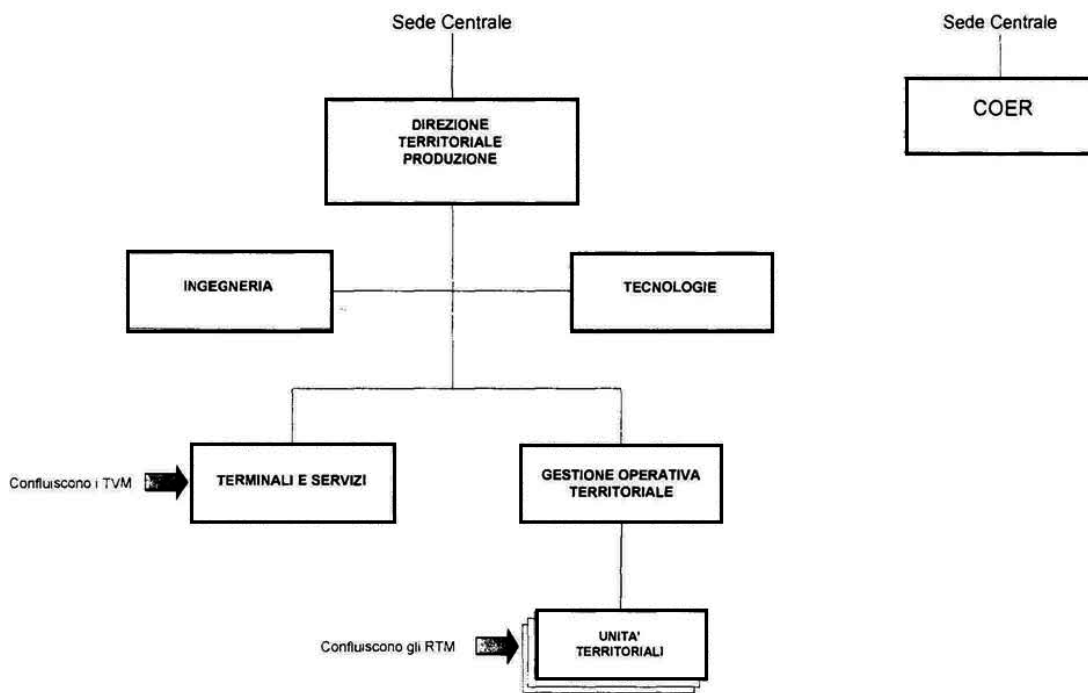 Sede Centrale
Sede Centrale
DIREZIONE
TERRITORIALE
PRODUZIONE
COER
INGEGNERIA
TECNOLOGIE
Confluiscono i TVM
TERMINALI E SERVIZI
GESTIONE OPERATIVA
TERRITORIALE
Confluiscono gli RTM
UNITA'
TERRITORIALI